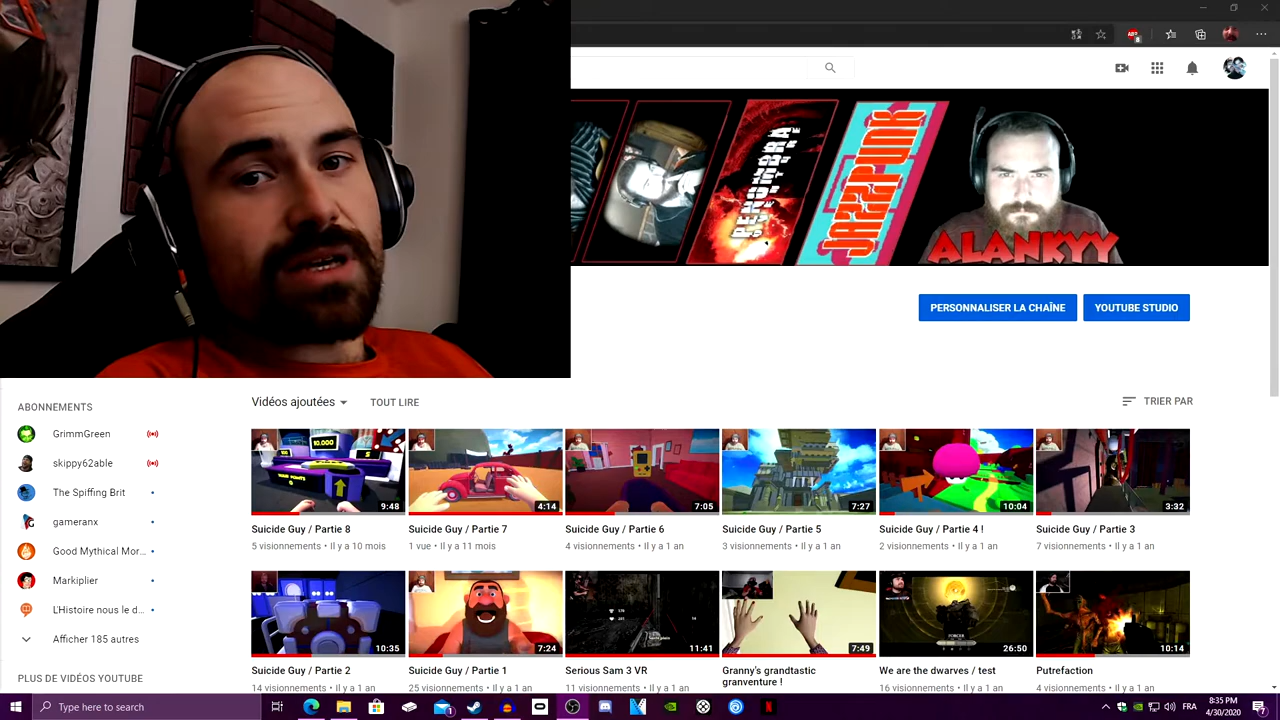 PENUMBRA
JAZZPUNK
ALANKYY
PERSONNALISER LA CHAÎNE
YOUTUBE STUDIO
ABONNEMENTS
GrimmGreen
skippy62able
The Spiffing Brit
gameranx
Good Mythical Mor...
Markiplier
L'Histoire nous le d...
Afficher 185 autres
PLUS DE VIDÉOS YOUTUBE
Vidéos ajoutées
TOUT LIRE
TRIER PAR
9:48
4:14
7:05
7:27
10:04
3:32
Suicide Guy / Partie 8
Suicide Guy / Partie 7
Suicide Guy / Partie 6
Suicide Guy / Partie 5
Suicide Guy / Partie 4 !
Suicide Guy / Partie 3
5 visionnements • Il y a 10 mois
1 vue • Il y a 11 mois
4 visionnements • Il y a 1 an
3 visionnements • Il y a 1 an
2 visionnements • Il y a 1 an
7 visionnements • Il y a 1 an
10:35
7:24
11:41
7:49
26:50
10:14
Suicide Guy / Partie 2
Suicide Guy / Partie 1
Serious Sam 3 VR
Granny's grandtastic
granventure !
We are the dwarves / test
Putrefaction
14 visionnements • Il y a 1 an
25 visionnements • Il y a 1 an
11 visionnements • Il y a 1 an
16 visionnements • Il y a 1 an
4 visionnements • Il y a 1 an
Type here to search
FRA
8:35 PM
4/30/2020